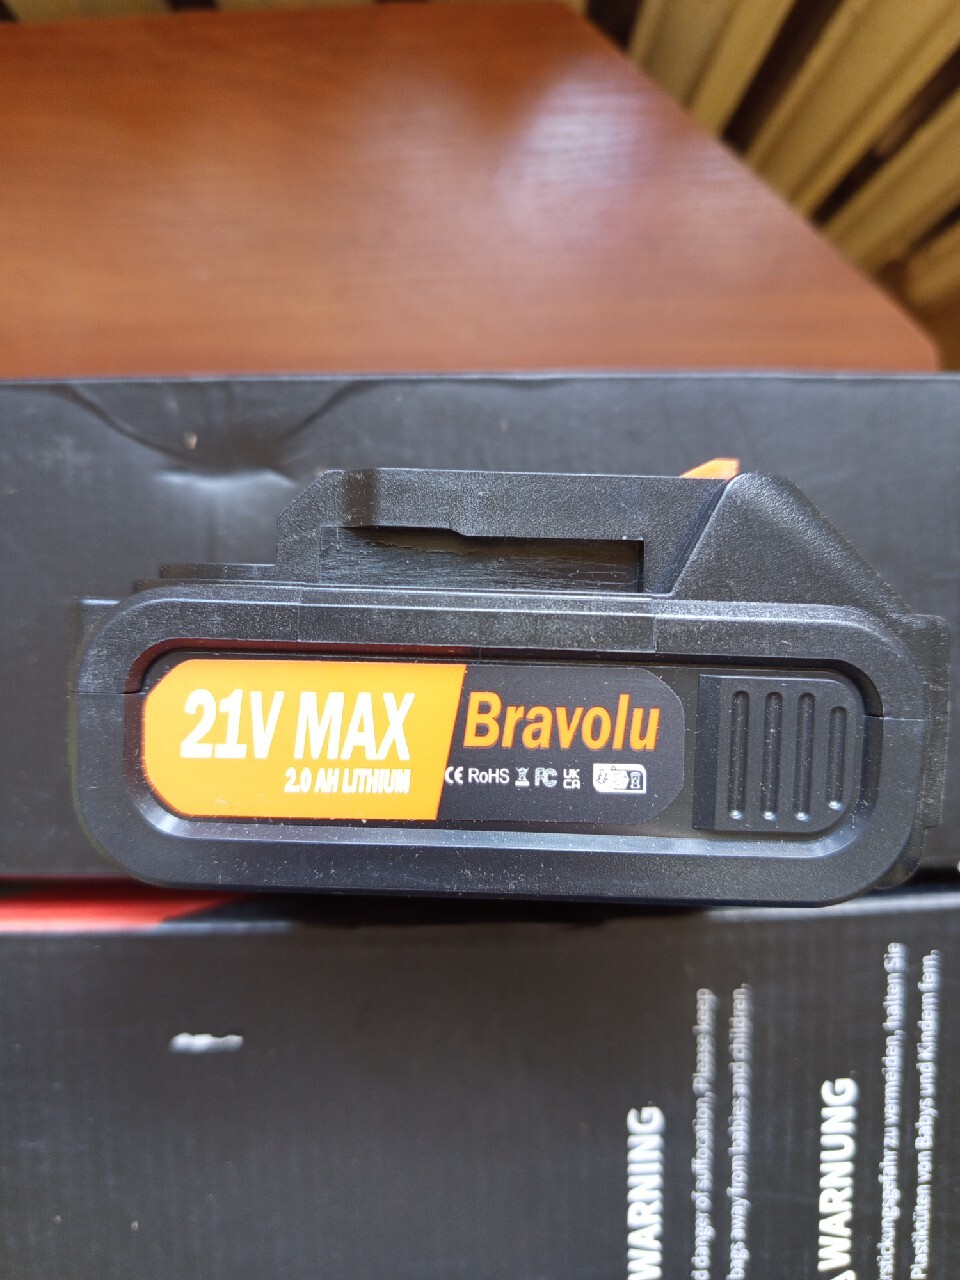 21V MAX
2.0 AH LITHIUM
Bravolu
CE RoHS FC UK CA
WARNING
d danger of suffocation, Please keep
bags away from babies and children.
WARNUNG
rstickungsgefahr zu vermeiden, halten Sie
Plastiktüten von Babys und Kindern fern.